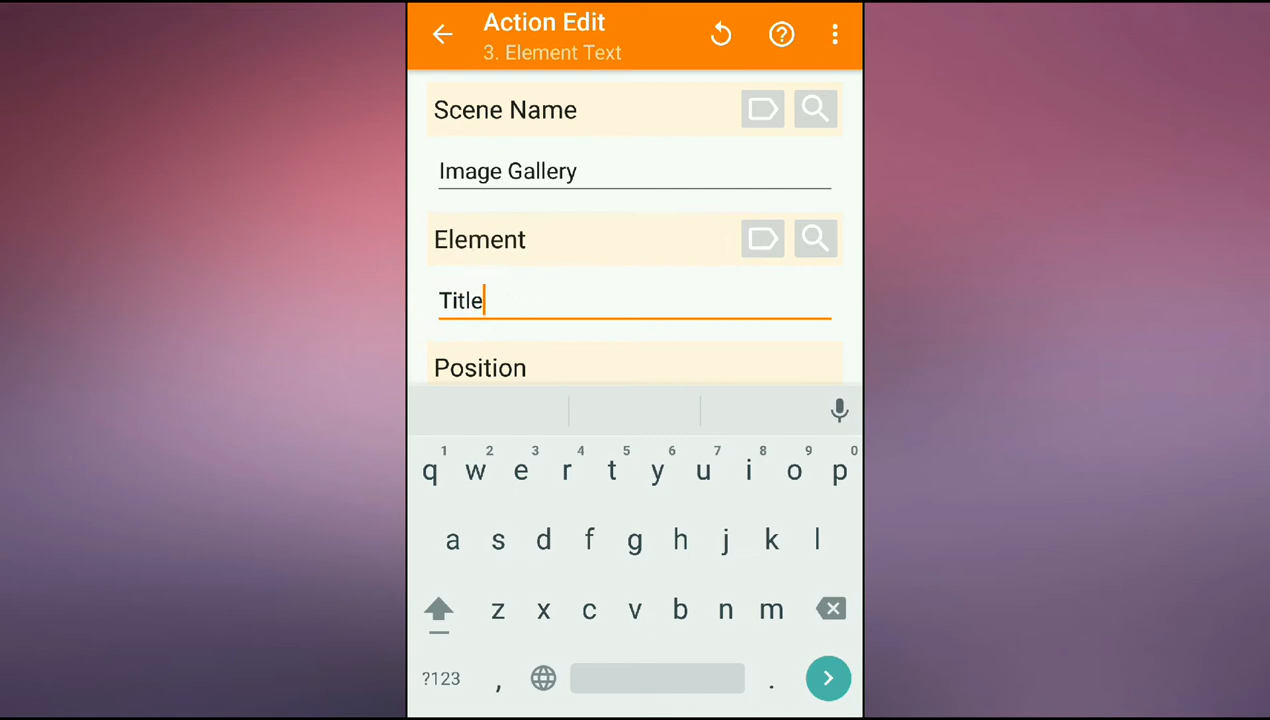 Action Edit
3. Element Text
Scene Name
Image Gallery
Element
Title
Position
1 2 3 4 5 6 7 8 9 0
q w e r t y u i o p
a s d f g h j k l
z x c v b n m
?123 , .